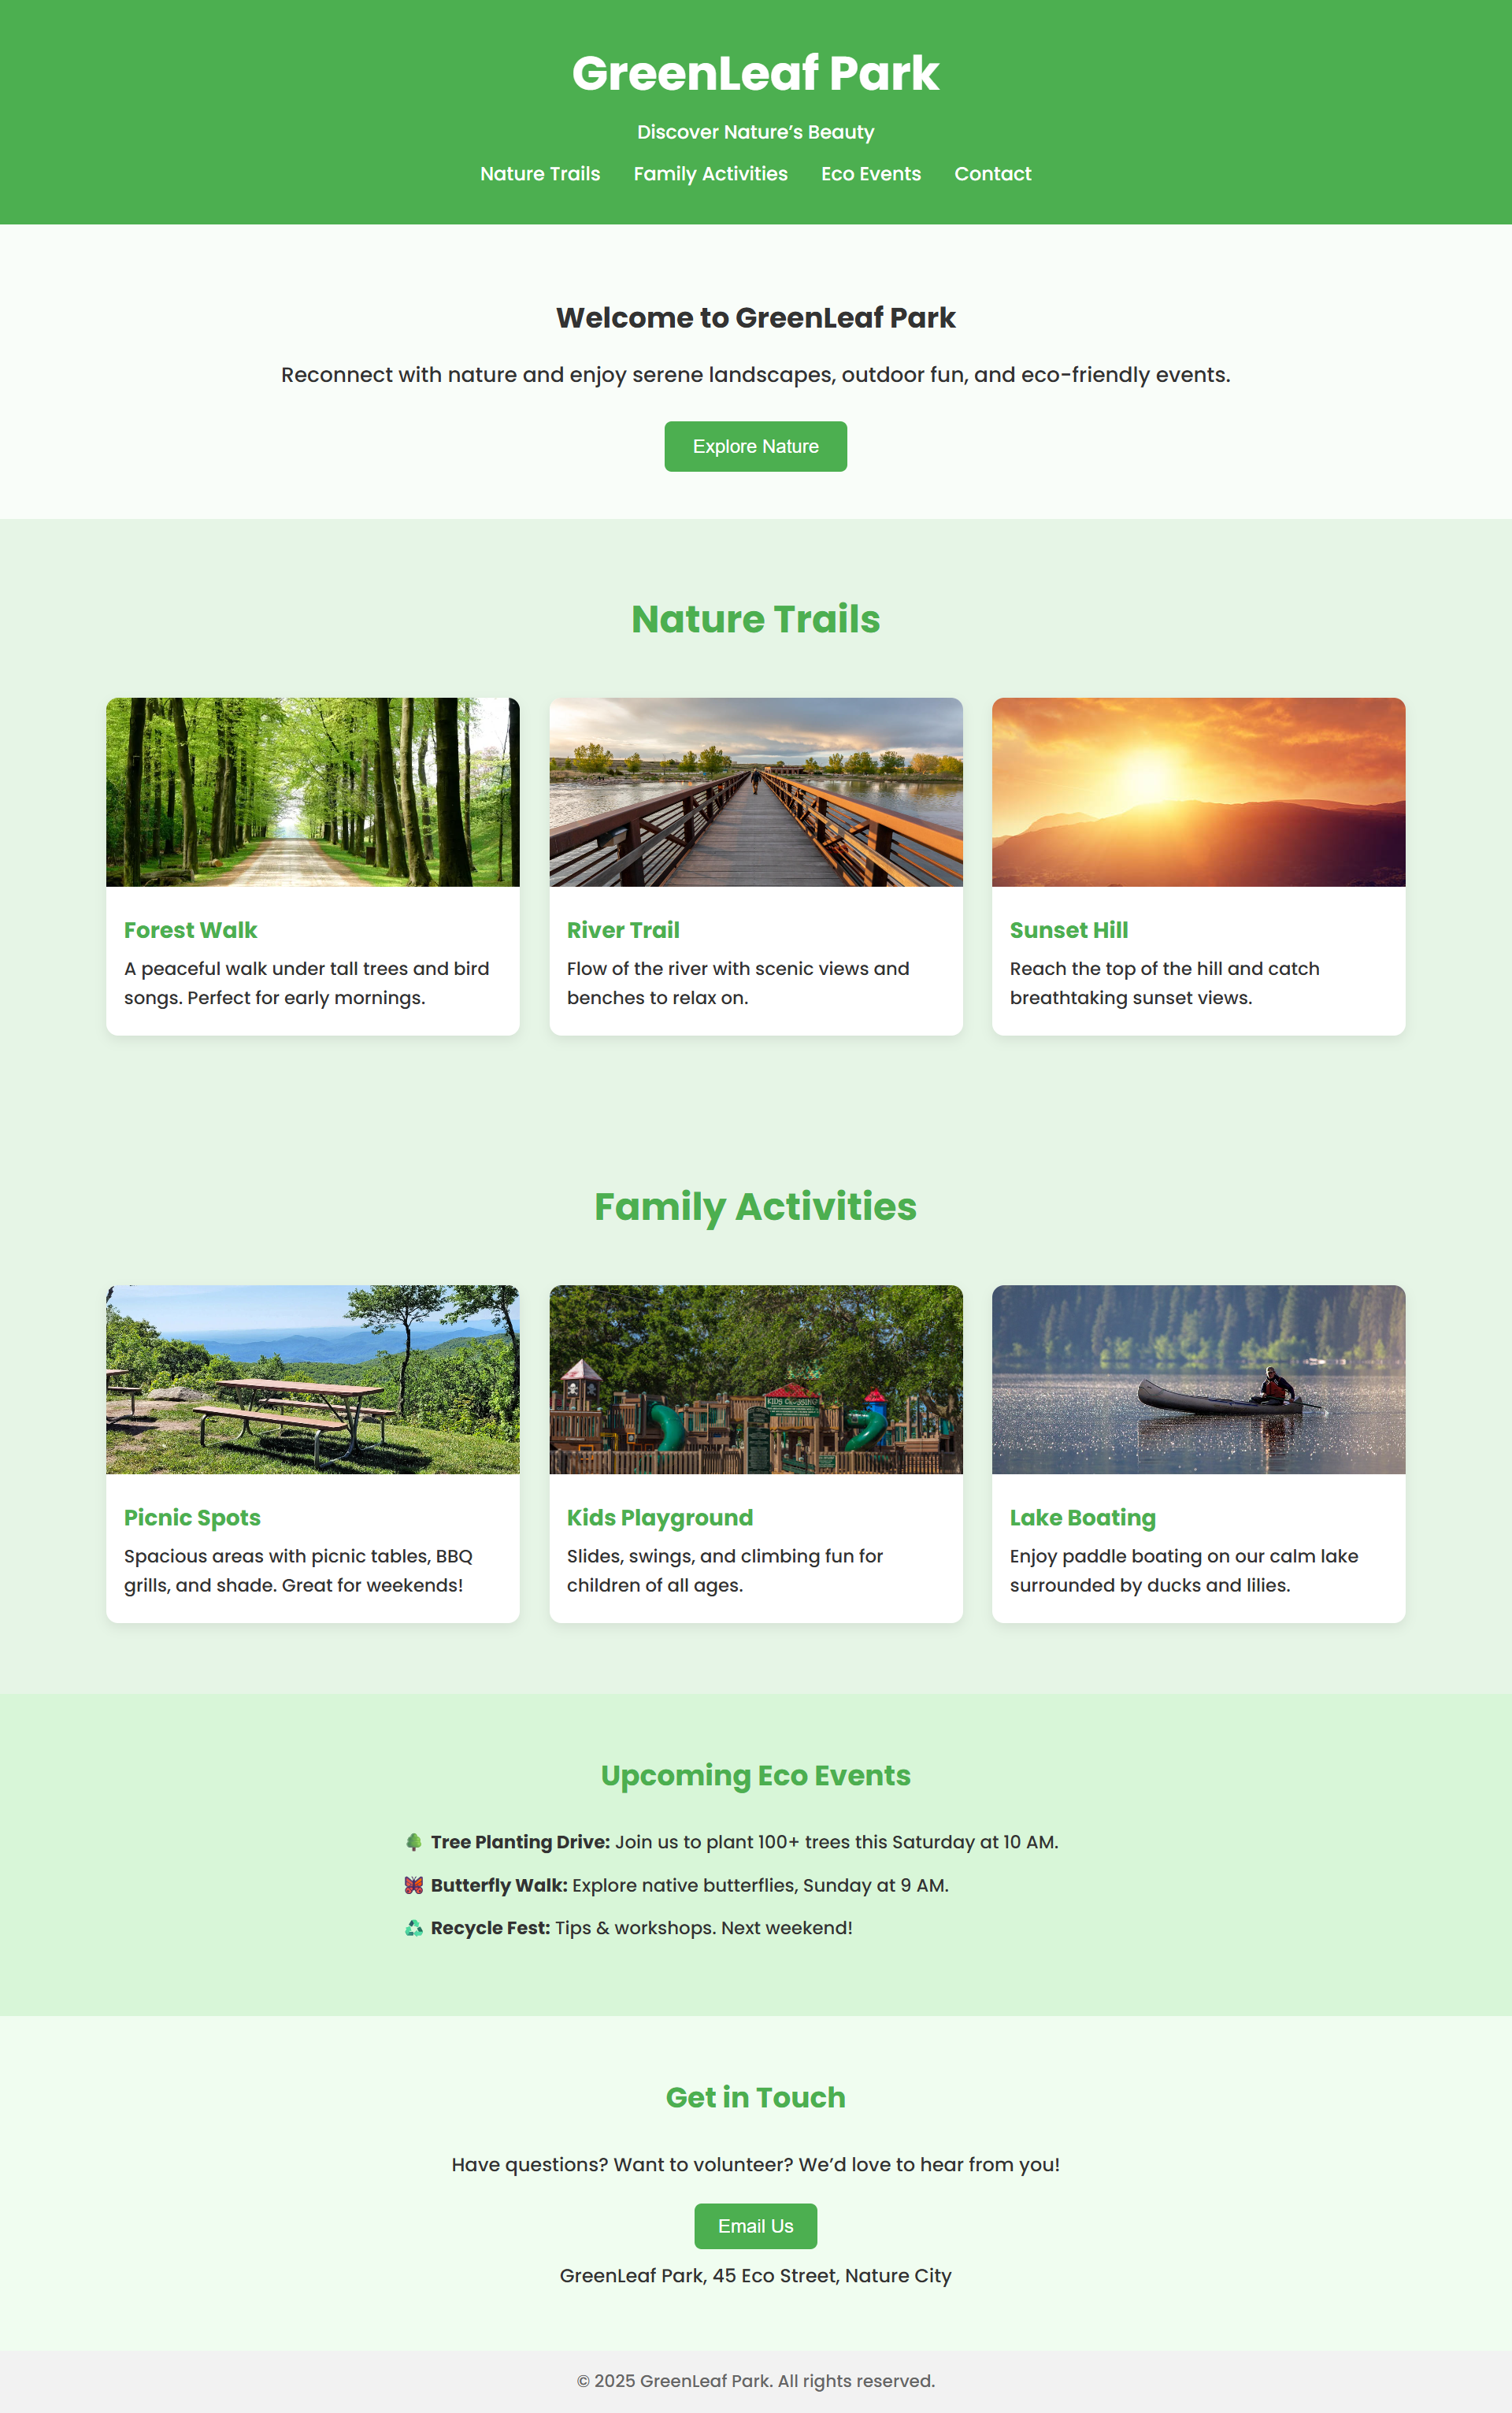 GreenLeaf Park
Discover Nature’s Beauty
Nature Trails Family Activities Eco Events Contact
Welcome to GreenLeaf Park
Reconnect with nature and enjoy serene landscapes, outdoor fun, and eco-friendly events.
Explore Nature
Nature Trails
Forest Walk
A peaceful walk under tall trees and bird
songs. Perfect for early mornings.
River Trail
Flow of the river with scenic views and
benches to relax on.
Sunset Hill
Reach the top of the hill and catch
breathtaking sunset views.
Family Activities
KIDS CROSSING
Picnic Spots
Spacious areas with picnic tables, BBQ
grills, and shade. Great for weekends!
Kids Playground
Slides, swings, and climbing fun for
children of all ages.
Lake Boating
Enjoy paddle boating on our calm lake
surrounded by ducks and lilies.
Upcoming Eco Events
🌳 Tree Planting Drive: Join us to plant 100+ trees this Saturday at 10 AM.
🦋 Butterfly Walk: Explore native butterflies, Sunday at 9 AM.
♻️ Recycle Fest: Tips & workshops. Next weekend!
Get in Touch
Have questions? Want to volunteer? We’d love to hear from you!
Email Us
GreenLeaf Park, 45 Eco Street, Nature City
© 2025 GreenLeaf Park. All rights reserved.